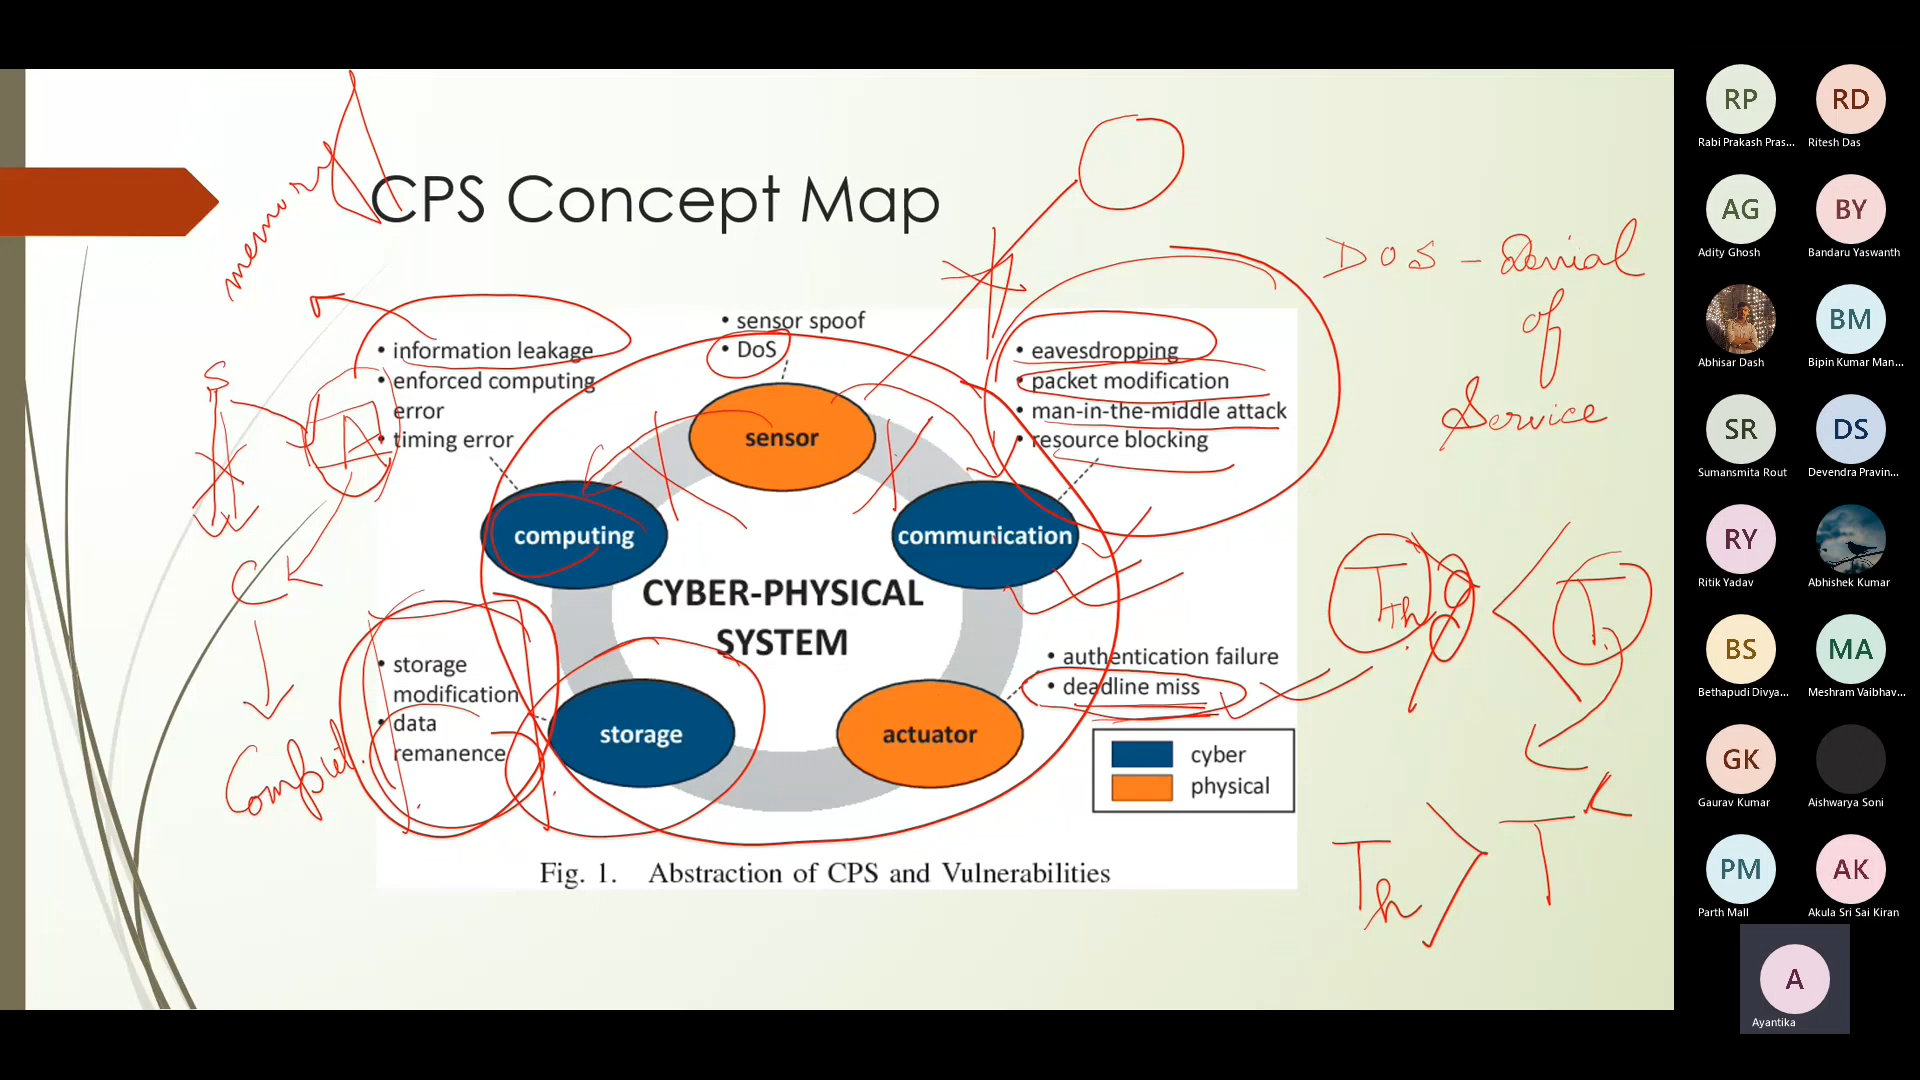 CPS Concept Map
memory
DOS - Denial
of
Service
• information leakage
• enforced computing
error
• timing error
• sensor spoof
• DoS
• eavesdropping
• packet modification
• man-in-the-middle attack
• resource blocking
S
A
C
sensor
computing
communication
CYBER-PHYSICAL
SYSTEM
• storage
modification
• data
remanence
storage
actuator
• authentication failure
• deadline miss
cyber
physical
Th < T
Th > T
Fig. 1. Abstraction of CPS and Vulnerabilities
RP
Rabi Prakash Pras...
RD
Ritesh Das
AG
Adity Ghosh
BY
Bandaru Yaswanth
Abhisar Dash
BM
Bipin Kumar Man...
SR
Sumansmita Rout
DS
Devendra Pravin...
RY
Ritik Yadav
Abhishek Kumar
BS
Bethapudi Divya...
MA
Meshram Vaibhav...
GK
Gaurav Kumar
Aishwarya Soni
PM
Parth Mall
AK
Akula Sri Sai Kiran
A
Ayantika